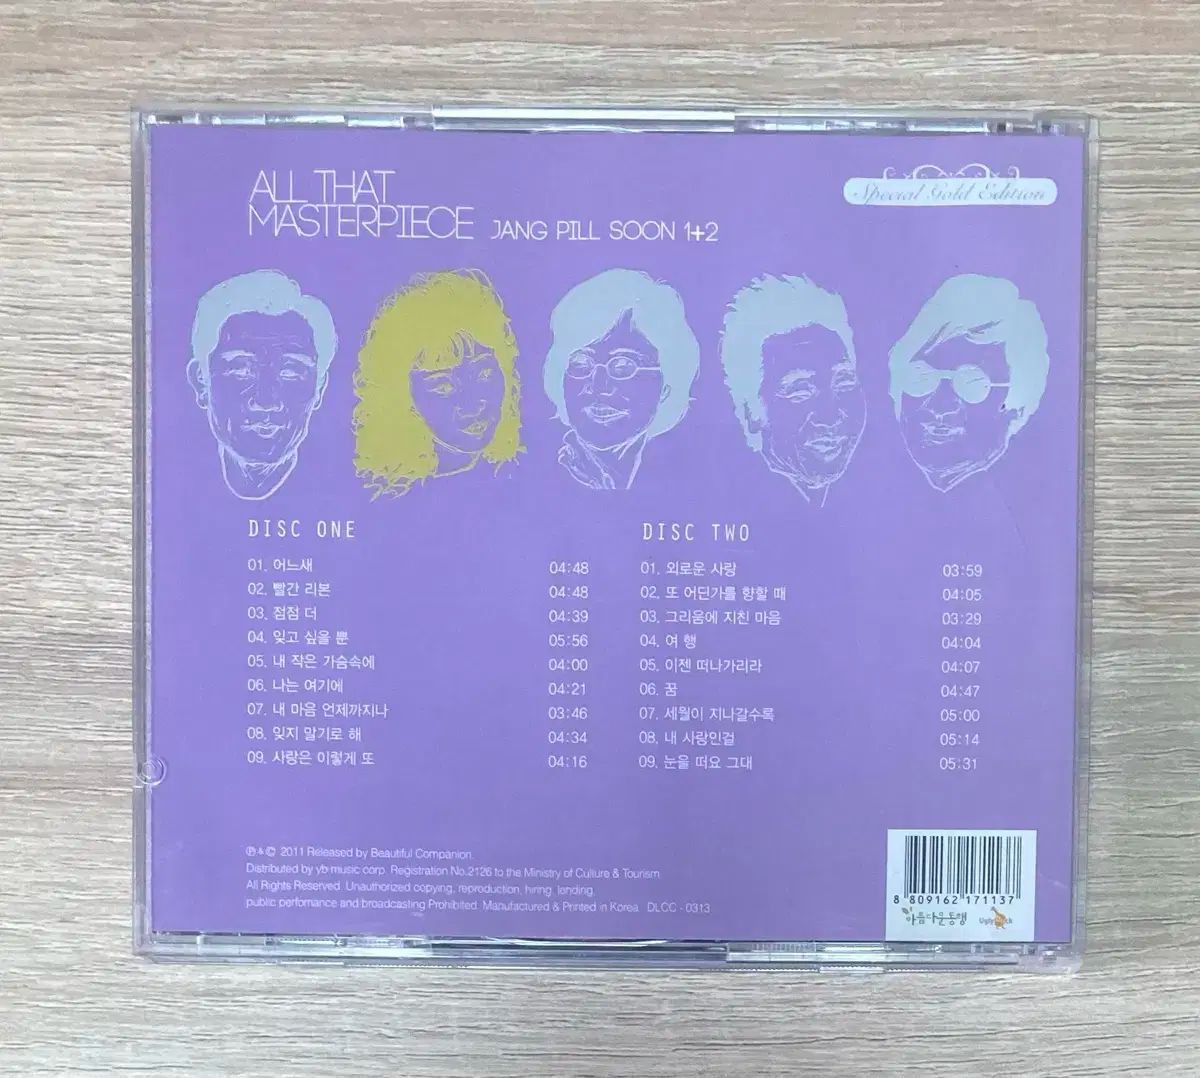 ALL THAT
MASTERPIECE JANG PILL SOON 1+2
Special Gold Edition
DISC ONE
01. 어느새 04:48
02. 빨간 리본 04:48
03. 점점 더 04:39
04. 잊고 싶을 뿐 05:56
05. 내 작은 가슴속에 04:00
06. 나는 여기에 04:21
07. 내 마음 언제까지나 03:46
08. 잊지 말기로 해 04:34
09. 사랑은 이렇게 또 04:16
DISC TWO
01. 외로운 사랑 03:59
02. 또 어딘가를 향할 때 04:05
03. 그리움에 지친 마음 03:29
04. 여 행 04:04
05. 이젠 떠나가리라 04:07
06. 꿈 04:47
07. 세월이 지나갈수록 05:00
08. 내 사랑인걸 05:14
09. 눈을 떠요 그대 05:31
℗&© 2011 Released by Beautiful Companion.
Distributed by yb music corp. Registration No.2126 to the Ministry of Culture & Tourism
All Rights Reserved. Unauthorized copying, reproduction, hiring, lending,
public perfomance and broadcasting Prohibited. Manufactured & Printed in Korea. DLCC - 0313
8 809162 171137
아름다운동행